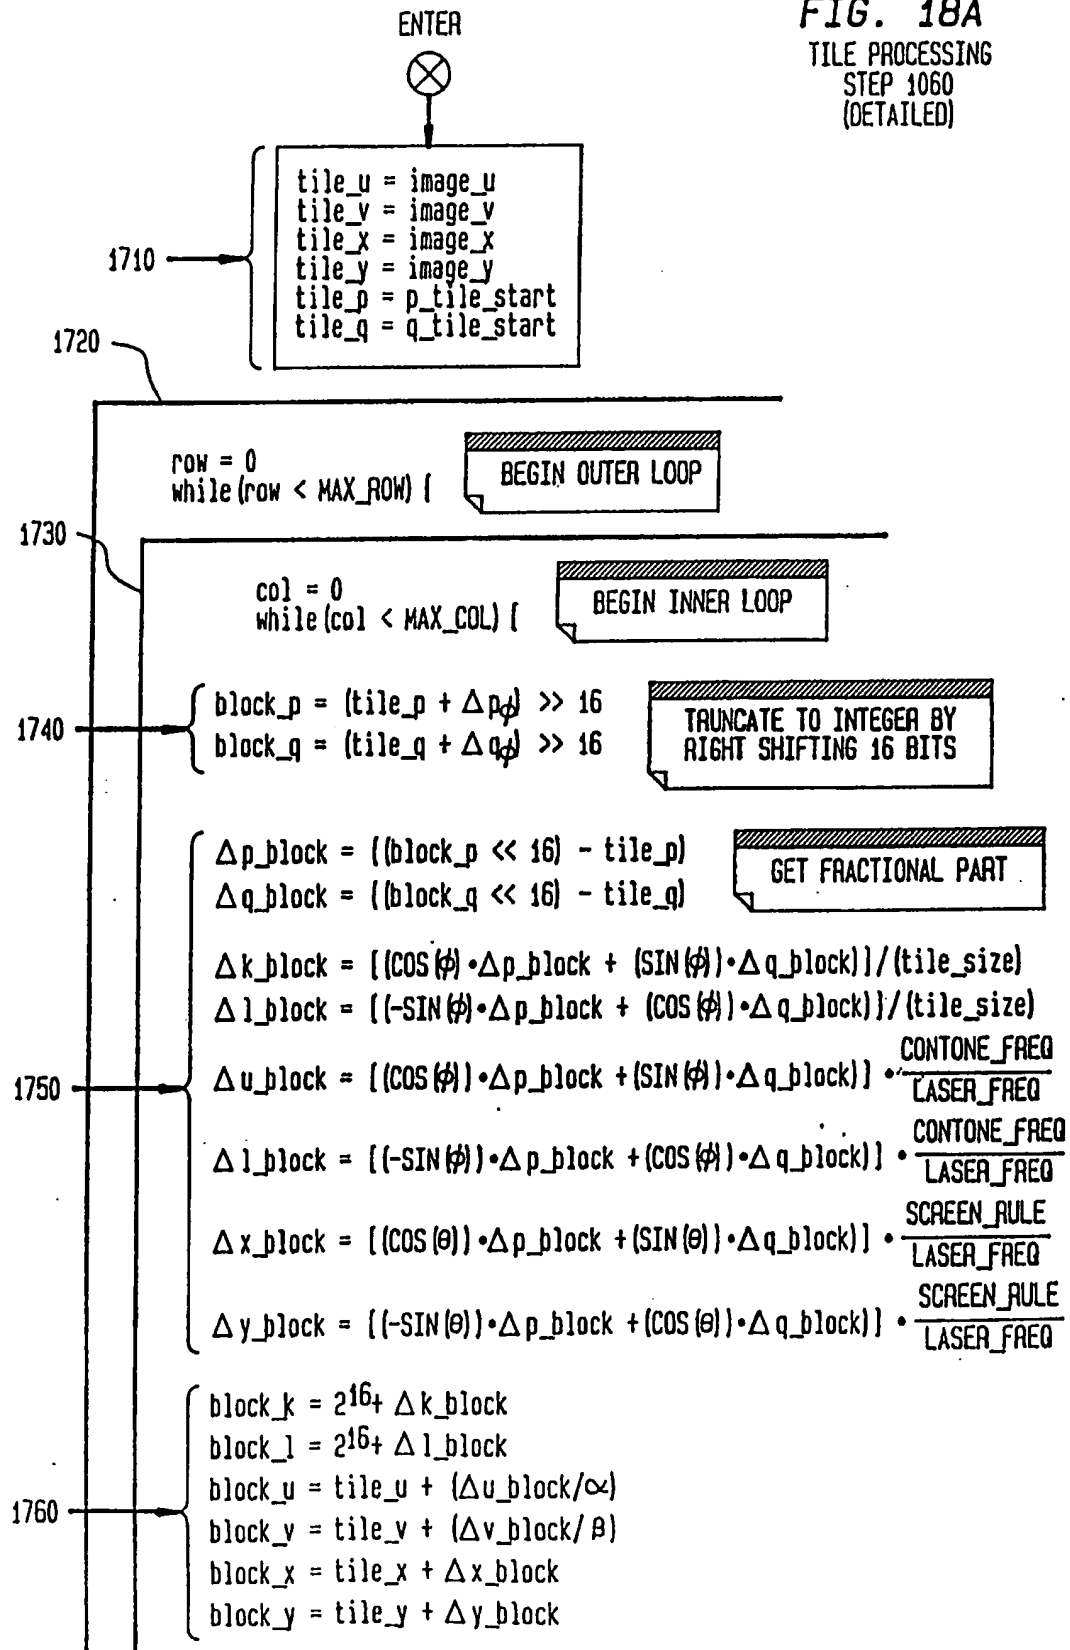 FIG. 18A
TILE PROCESSING
STEP 1060
(DETAILED)
ENTER
1710
tile_u = image_u
tile_v = image_v
tile_x = image_x
tile_y = image_y
tile_p = p_tile_start
tile_q = q_tile_start
1720
row = 0
while (row < MAX_ROW) {
BEGIN OUTER LOOP
1730
col = 0
while (col < MAX_COL) {
BEGIN INNER LOOP
1740
block_p = (tile_p + Δp_ϕ) >> 16
block_q = (tile_q + Δq_ϕ) >> 16
TRUNCATE TO INTEGER BY
RIGHT SHIFTING 16 BITS
1750
Δp_block = ((block_p << 16) - tile_p)
Δq_block = ((block_q << 16) - tile_q)
GET FRACTIONAL PART
Δk_block = [(COS(ϕ)•Δp_block + (SIN(ϕ))•Δq_block)]/(tile_size)
Δl_block = [(-SIN(ϕ)•Δp_block + (COS(ϕ))•Δq_block)]/(tile_size)
Δu_block = [(COS(ϕ))•Δp_block +(SIN(ϕ))•Δq_block)] • CONTONE_FREQ/LASER_FREQ
Δl_block = [(-SIN(ϕ))•Δp_block +(COS(ϕ))•Δq_block)] • CONTONE_FREQ/LASER_FREQ
Δx_block = [(COS(θ))•Δp_block +(SIN(θ))•Δq_block)] • SCREEN_RULE/LASER_FREQ
Δy_block = [(-SIN(θ))•Δp_block +(COS(θ))•Δq_block)] • SCREEN_RULE/LASER_FREQ
1760
block_k = 2^16+ Δk_block
block_l = 2^16+ Δl_block
block_u = tile_u + (Δu_block/α)
block_v = tile_v + (Δv_block/β)
block_x = tile_x + Δx_block
block_y = tile_y + Δy_block